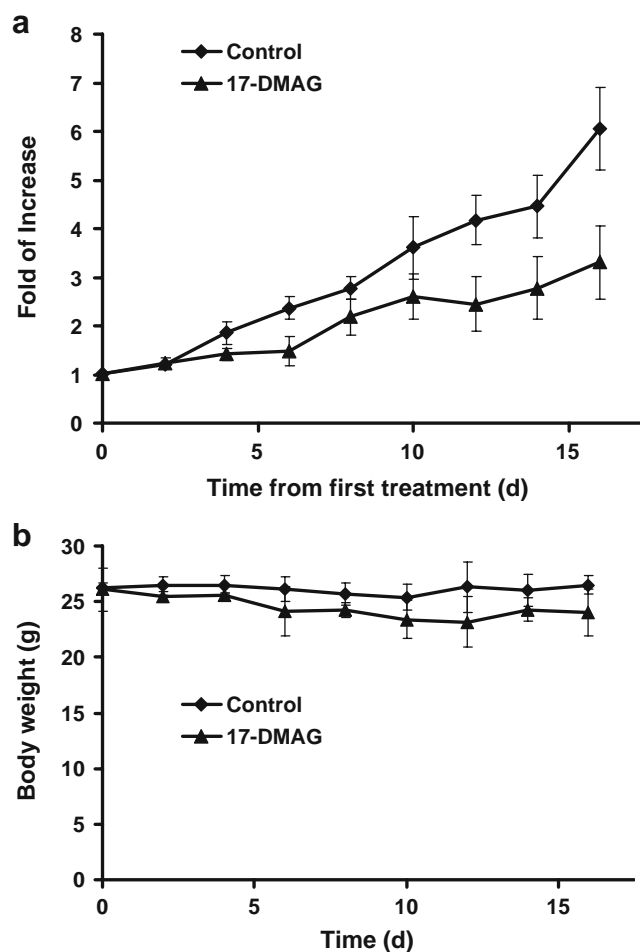 a
Control
17-DMAG
8
7
6
5
4
3
2
1
0
Fold of Increase
0 5 10 15
Time from first treatment (d)
b
30
25
20
15
10
5
0
Body weight (g)
Control
17-DMAG
0 5 10 15
Time (d)